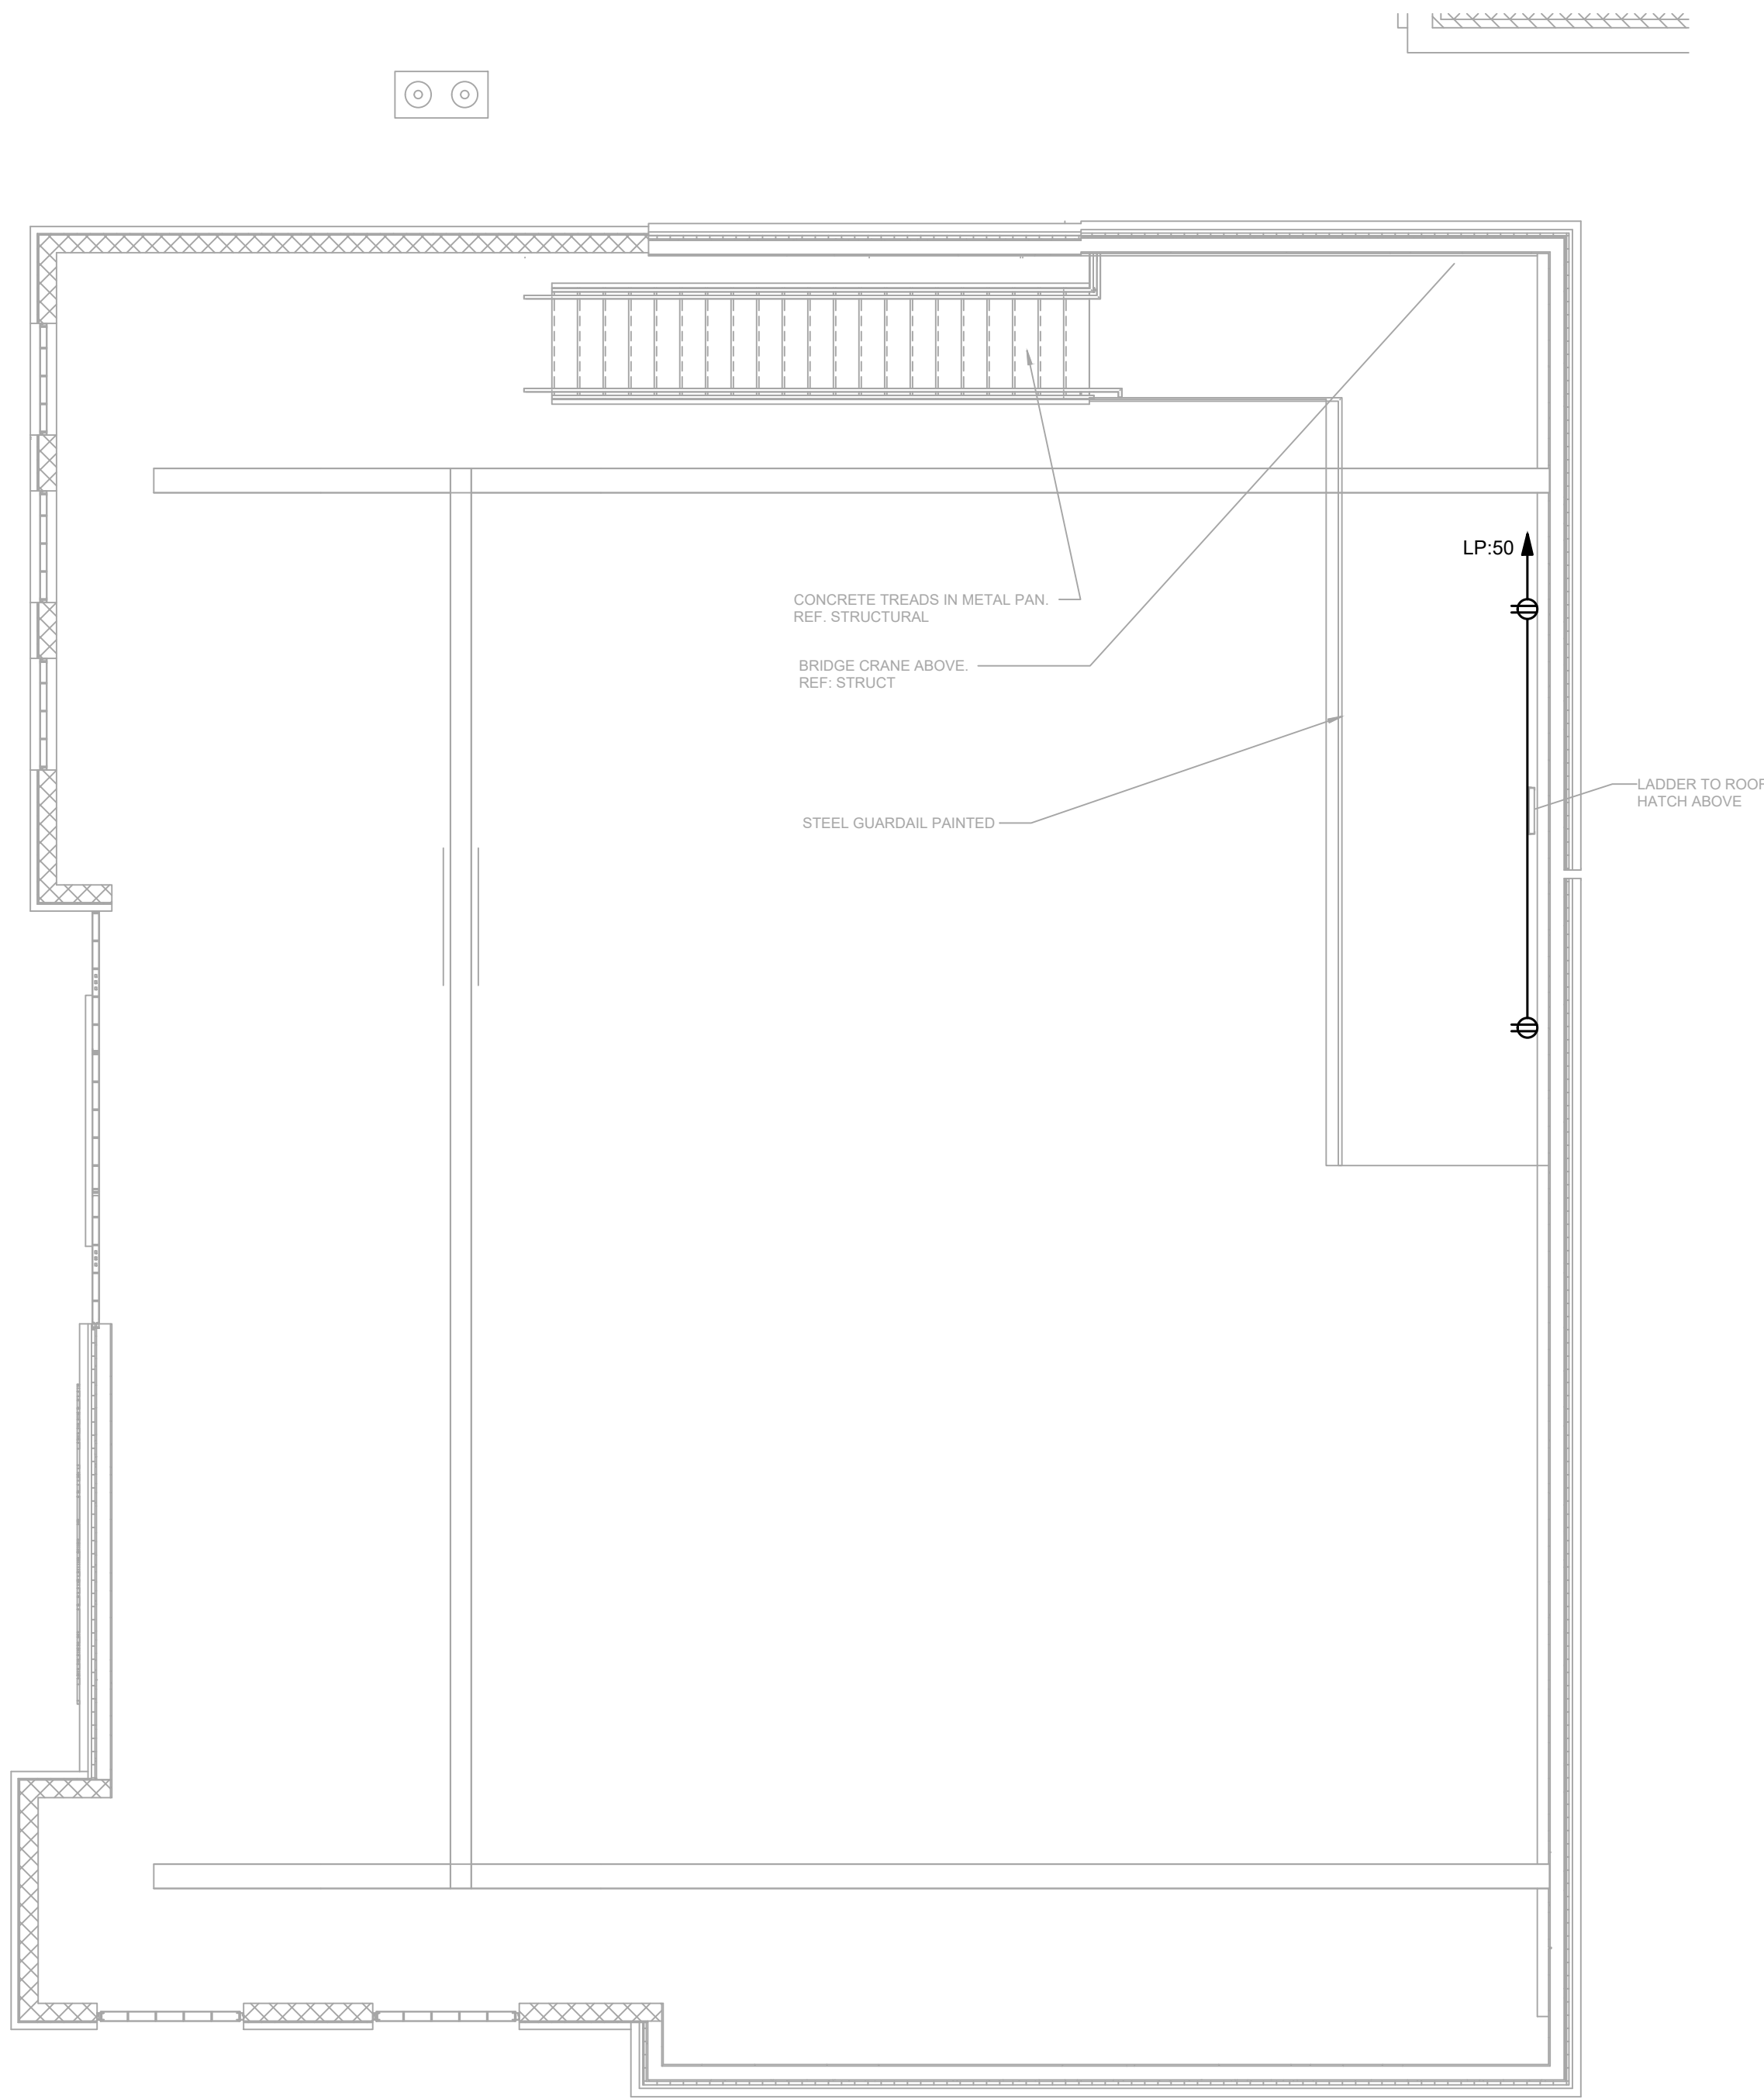 LP:50
CONCRETE TREADS IN METAL PAN.
REF. STRUCTURAL
BRIDGE CRANE ABOVE.
REF: STRUCT
STEEL GUARDAIL PAINTED
LADDER TO ROOF
HATCH ABOVE